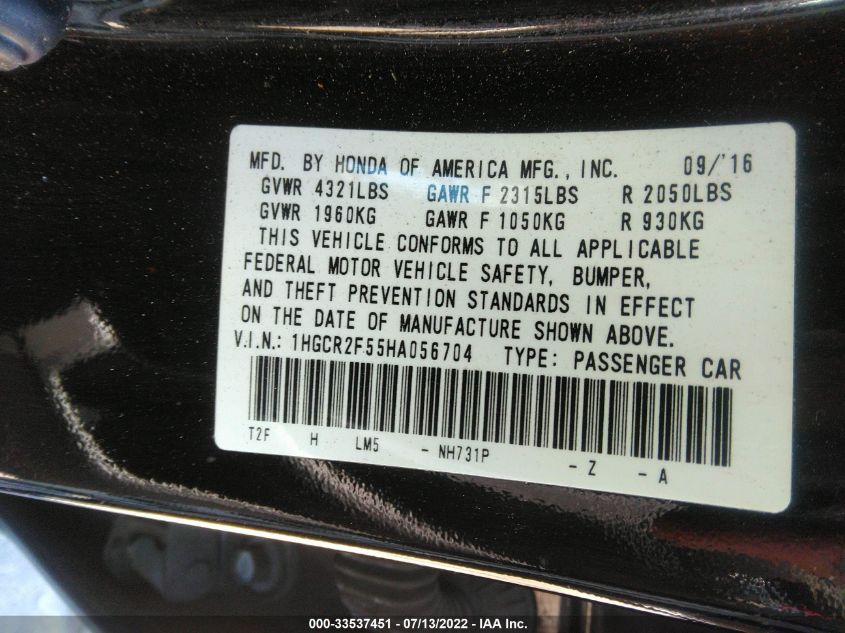 MFD. BY HONDA OF AMERICA MFG., INC. 09/'16
GVWR 4321LBS GAWR F 2315LBS R 2050LBS
GVWR 1960KG GAWR F 1050KG R 930KG
THIS VEHICLE CONFORMS TO ALL APPLICABLE
FEDERAL MOTOR VEHICLE SAFETY, BUMPER,
AND THEFT PREVENTION STANDARDS IN EFFECT
ON THE DATE OF MANUFACTURE SHOWN ABOVE.
V.I.N.: 1HGCR2F55HA056704 TYPE: PASSENGER CAR
T2F H LM5 - NH731P - Z - A
000-33537451 / 07/13/2022 - IAA Inc.